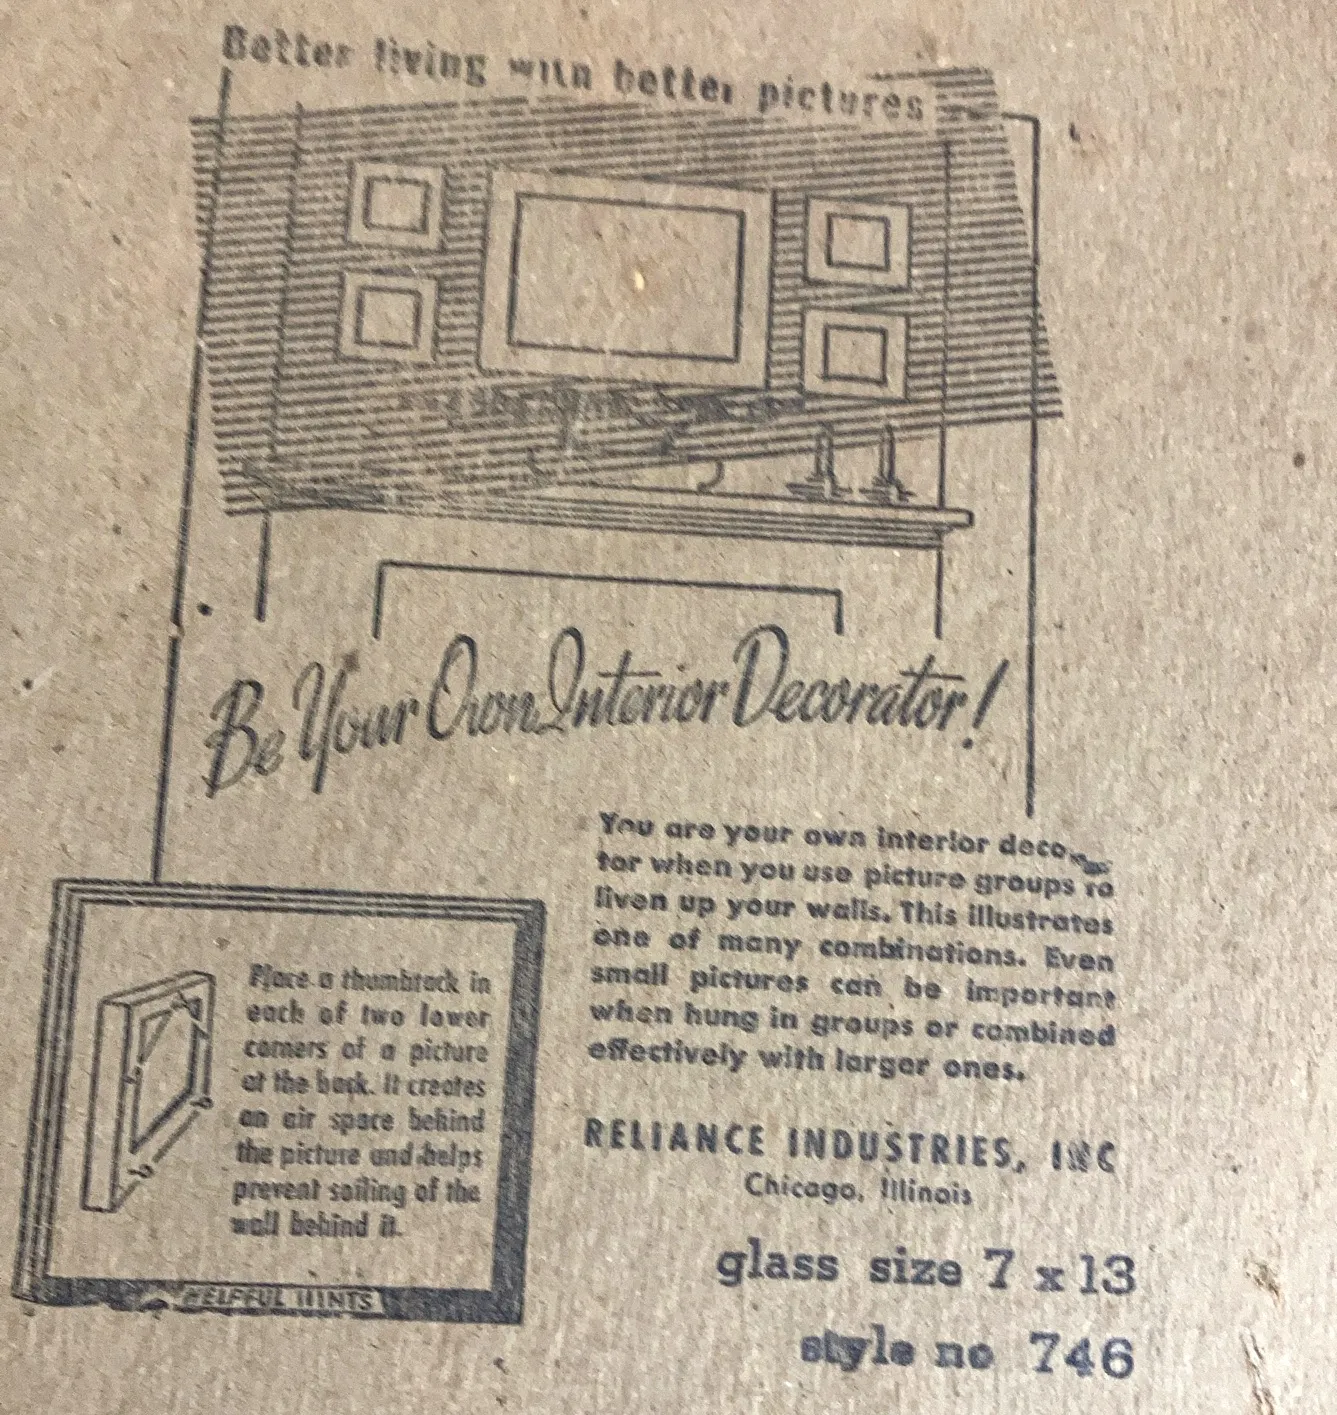 Better living with better pictures
Be Your Own Interior Decorator!
You are your own interior deco
tor when you use picture groups to
liven up your walls. This illustrates
one of many combinations. Even
small pictures can be important
when hung in groups or combined
effectively with larger ones.
RELIANCE INDUSTRIES, INC
Chicago, Illinois
glass size 7 x 13
style no 746
Place a thumbtack in
each of two lower
corners of a picture
at the back. It creates
an air space behind
the picture and helps
prevent soiling of the
wall behind it.
HELPFUL HINTS